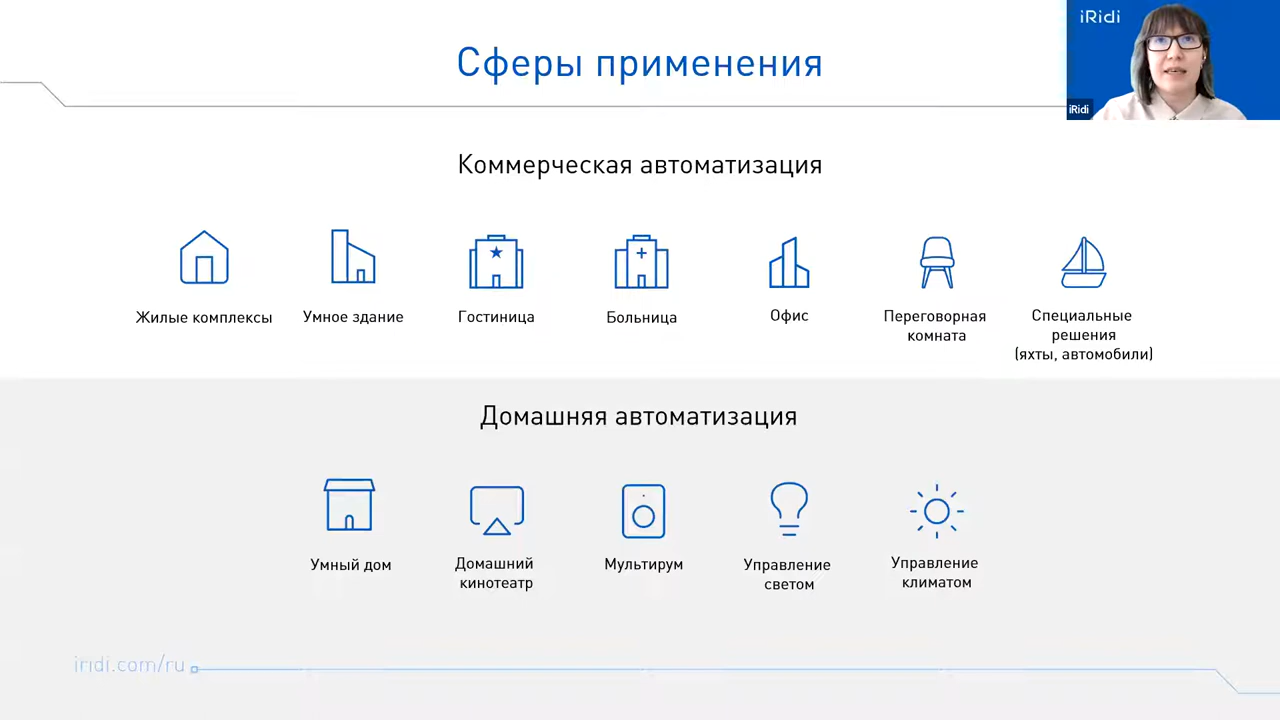 iRidi
iRidi
Сферы применения
Коммерческая автоматизация
Жилые комплексы
Умное здание
Гостиница
Больница
Офис
Переговорная
комната
Специальные
решения
(яхты, автомобили)
Домашняя автоматизация
Умный дом
Домашний
кинотеатр
Мультирум
Управление
светом
Управление
климатом
iridi.com/ru